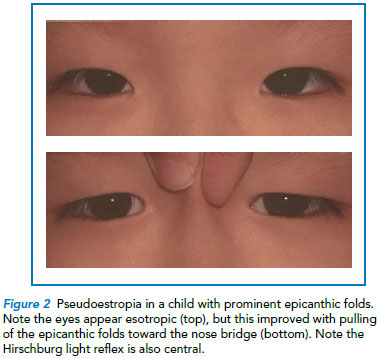 Figure 2 Pseudoestropia in a child with prominent epicanthic folds.
Note the eyes appear esotropic (top), but this improved with pulling
of the epicanthic folds toward the nose bridge (bottom). Note the
Hirschburg light reflex is also central.